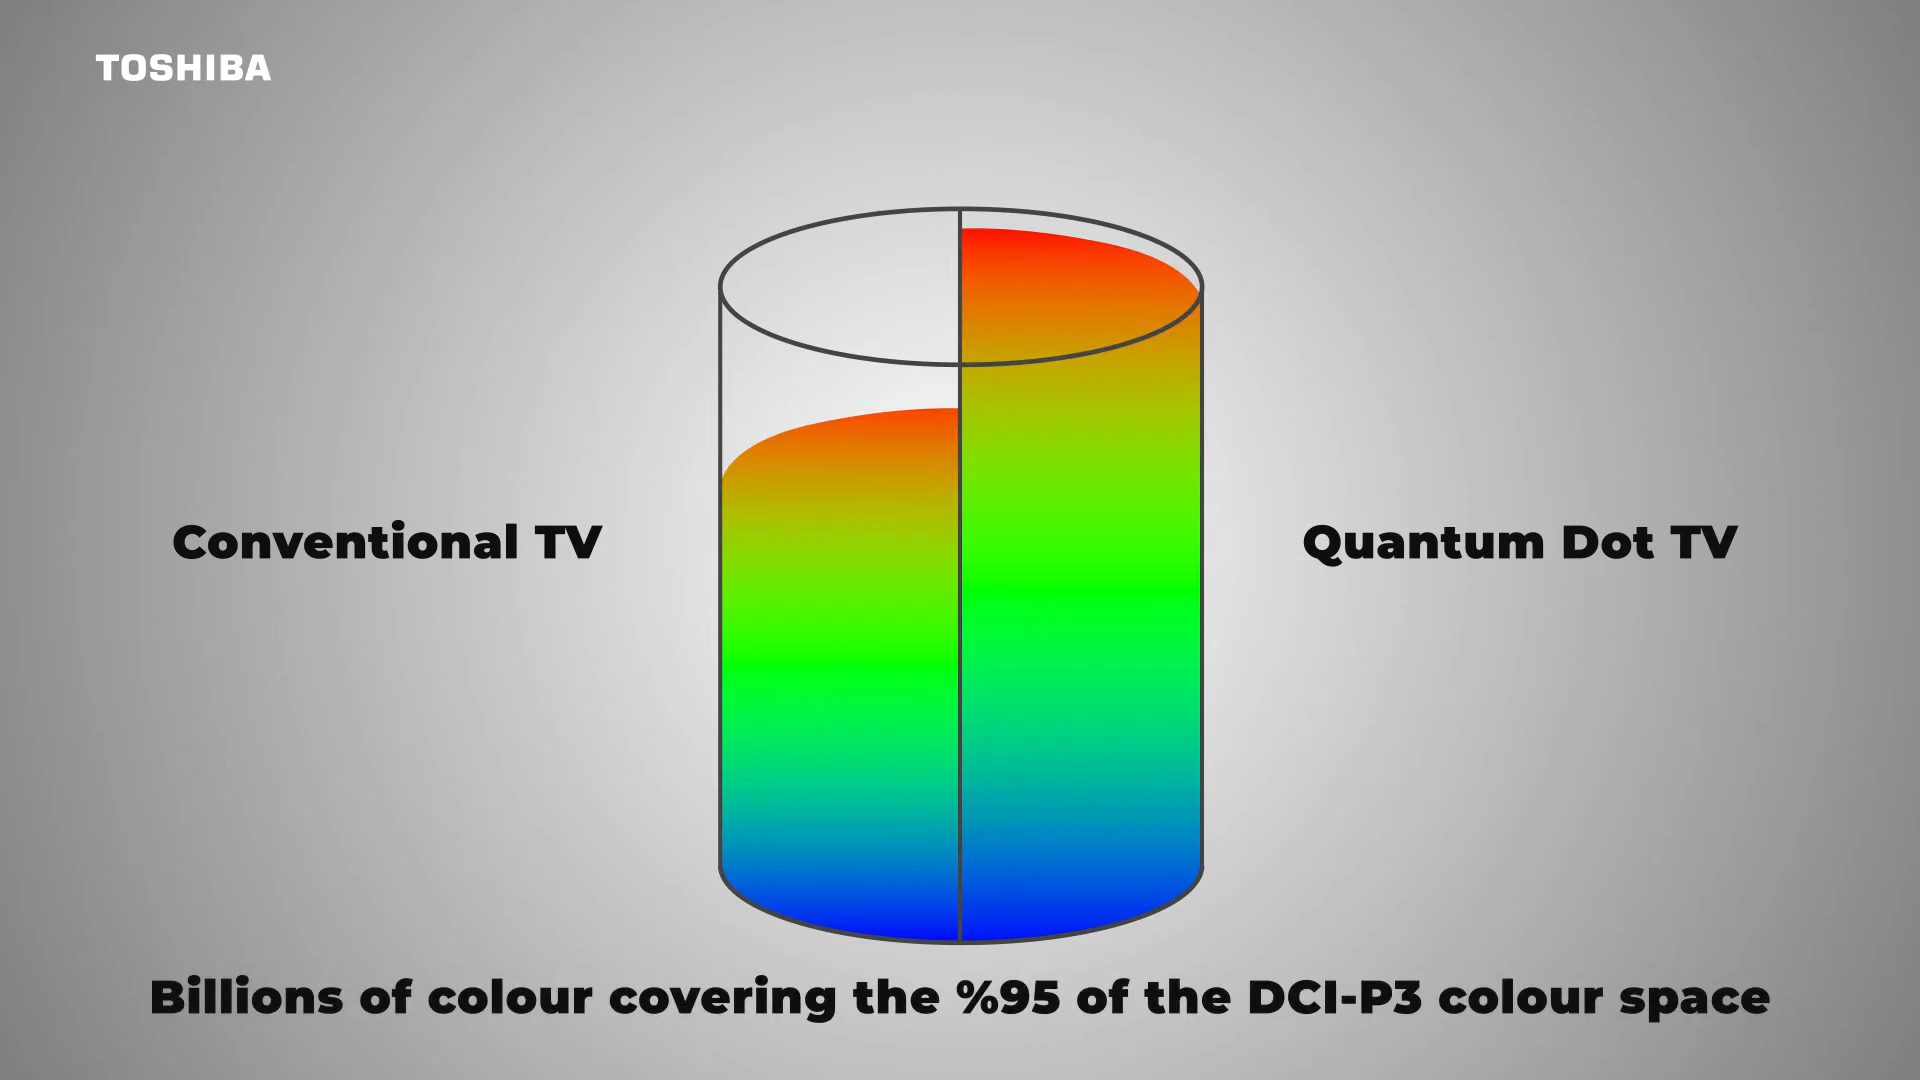 TOSHIBA
Conventional TV
Quantum Dot TV
Billions of colour covering the %95 of the DCI-P3 colour space